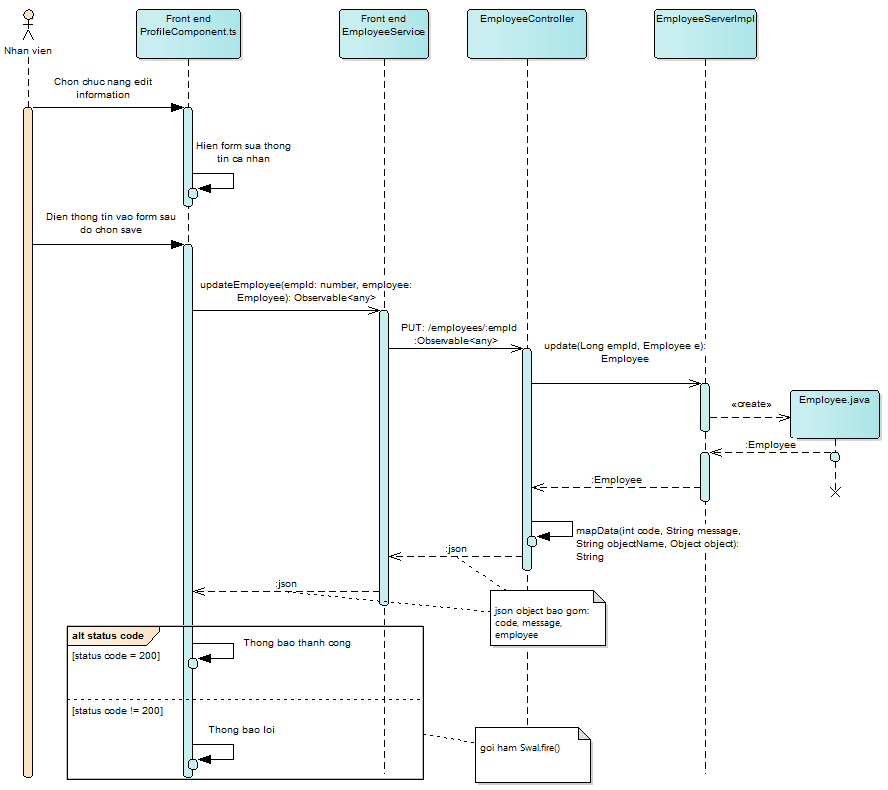 Front end
ProfileComponent.ts
Front end
EmployeeService
EmployeeController
EmployeeServerImpl
Nhan vien
Chon chuc nang edit
information
Hien form sua thong
tin ca nhan
Dien thong tin vao form sau
do chon save
updateEmployee(empId: number, employee:
Employee): Observable<any>
PUT: /employees/:empId
:Observable<any>
update(Long empId, Employee e):
Employee
«create»
Employee.java
:Employee
:Employee
mapData(int code, String message,
String objectName, Object object):
String
:json
:json
json object bao gom:
code, message,
employee
alt status code
[status code = 200]
Thong bao thanh cong
[status code != 200]
Thong bao loi
goi ham Swal.fire()